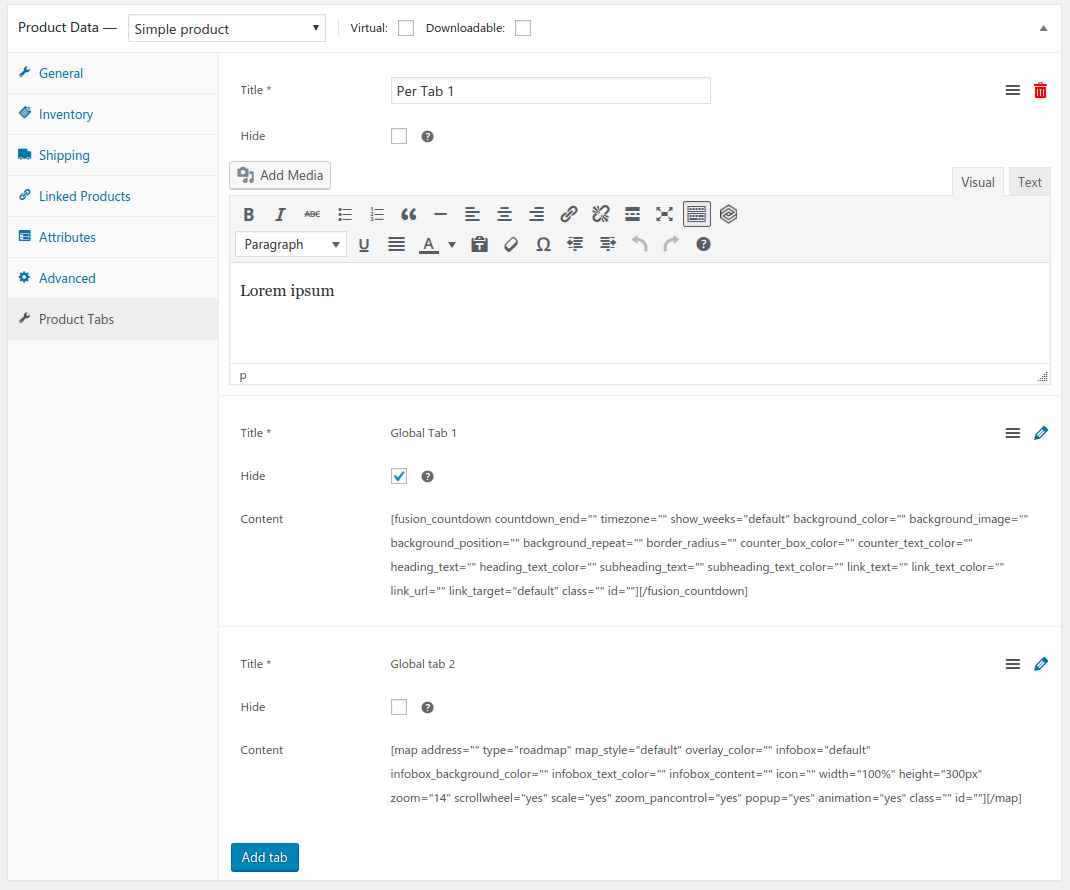 Product Data — Simple product Virtual: Downloadable:
General
Inventory
Shipping
Linked Products
Attributes
Advanced
Product Tabs
Title * Per Tab 1
Hide
Add Media
Visual Text
B I ABC
Paragraph U A Ω
Lorem ipsum
p
Title * Global Tab 1
Hide
Content [fusion_countdown countdown_end="" timezone="" show_weeks="default" background_color="" background_image=""
background_position="" background_repeat="" border_radius="" counter_box_color="" counter_text_color=""
heading_text="" heading_text_color="" subheading_text="" subheading_text_color="" link_text="" link_text_color=""
link_url="" link_target="default" class="" id=""][/fusion_countdown]
Title * Global tab 2
Hide
Content [map address="" type="roadmap" map_style="default" overlay_color="" infobox="default"
infobox_background_color="" infobox_text_color="" infobox_content="" icon="" width="100%" height="300px"
zoom="14" scrollwheel="yes" scale="yes" zoom_pancontrol="yes" popup="yes" animation="yes" class="" id=""][/map]
Add tab